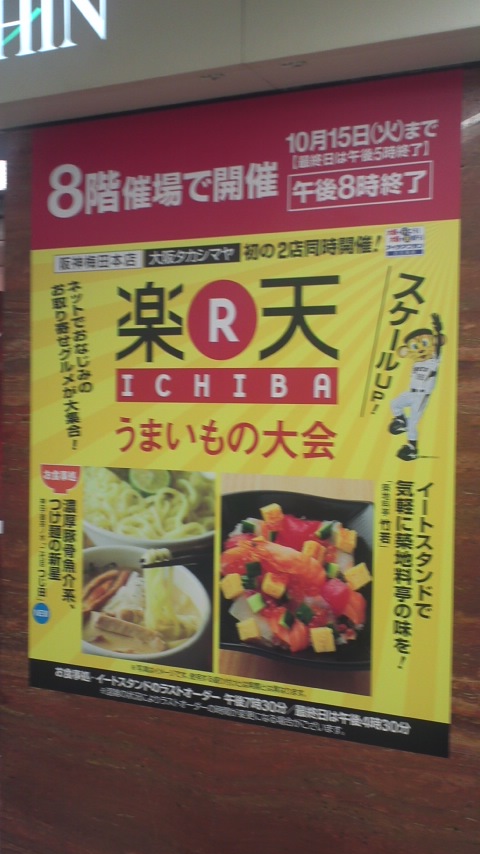 HIN
10月15日(火)まで
【最終日は午後5時終了】
8階催場で開催
午後8時終了
阪神梅田本店 大阪タカシマヤ 初の2店同時開催!
楽R天
ICHIBA
うまいもの大会
ネットでおなじみの
お取り寄せグルメが大集合!
スケールUP!
お食事処
濃厚豚骨魚介系、
つけ麺の新星
NEW
イートスタンドで
気軽に築地料亭の味を!
竹若」
お食事処・イートスタンドのラストオーダー 午後7時30分/最終日は午後4時30分